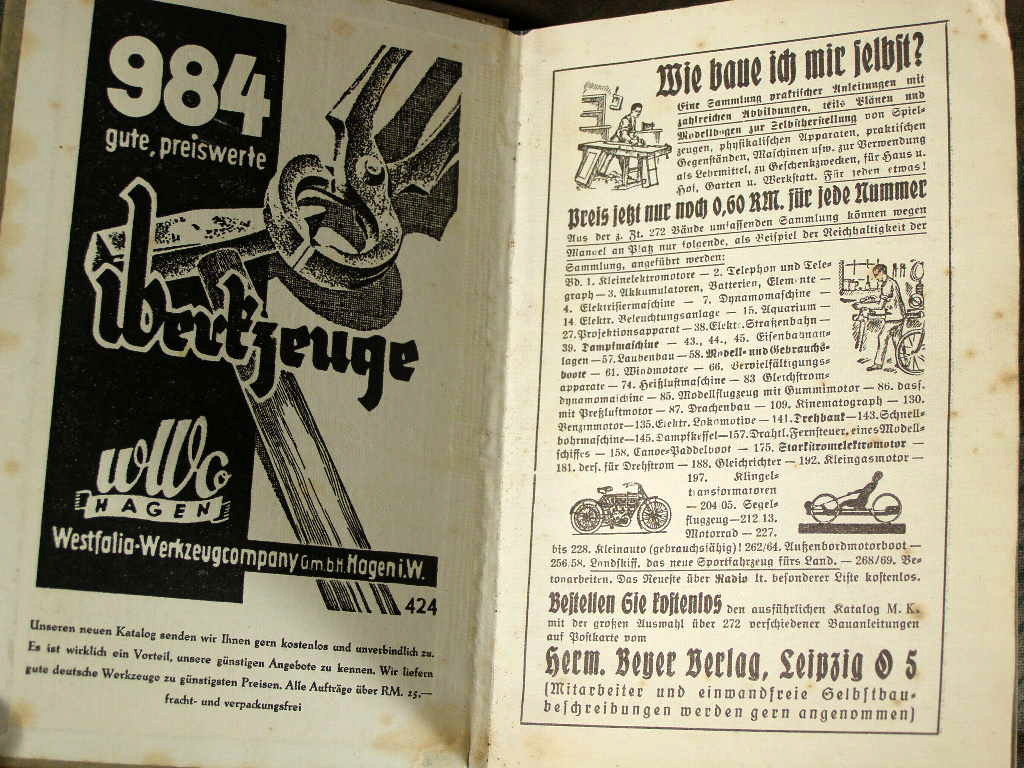 984
gute, preiswerte
Werkzeuge
WWCo
HAGEN
Westfalia-Werkzeugcompany G.m.b.H. Hagen i.W.
424
Unseren neuen Katalog senden wir Ihnen gern kostenlos und unverbindlich zu.
Es ist wirklich ein Vorteil, unsere günstigen Angebote zu kennen. Wir liefern
gute deutsche Werkzeuge zu günstigsten Preisen. Alle Aufträge über RM. 25,—
fracht- und verpackungsfrei
Wie baue ich mir selbst?
Eine Sammlung praktischer Anleitungen mit
zahlreichen Abbildungen, teils Plänen und
Modellbogen zur Selbstherstellung von Spiel-
zeugen, physikalischen Apparaten, praktischen
Gegenständen, Maschinen usw. zur Verwendung
als Lehrmittel, zu Geschenkzwecken, für Haus u.
Hof, Garten u. Werkstatt. Für jeden etwas!
Preis jetzt nur noch 0,60 RM. für jede Nummer
Aus der z. Zt. 272 Bände umfassenden Sammlung können wegen
Mangel an Platz nur folgende, als Beispiel der Reichhaltigkeit der
Sammlung, angeführt werden:
Bd. 1. Kleinelektromotore — 2. Telephon und Tele-
graph — 3. Akkumulatoren, Batterien, Elemente —
4. Elektrisiermaschine — 7. Dynamomaschine —
14. Elektr. Beleuchtungsanlage — 15. Aquarium —
27. Projektionsapparat — 38. Elektr. Straßenbahn —
39. Dampfmaschine — 43., 44., 45. Eisenbahnan-
lagen — 57. Laubenbau — 58. Modell- und Gebrauchs-
boote — 61. Windmotore — 66. Vervielfältigungs-
apparate — 74. Heißluftmaschine — 83 Gleichstrom-
dynamomaschine — 85. Modellflugzeug mit Gummimotor — 86. dass.
mit Preßluftmotor — 87. Drachenbau — 109. Kinematograph — 130.
Benzinmotor — 135. Elektr. Lokomotive — 141. Drehbank — 143. Schnell-
bohrmaschine — 145. Dampfkessel — 157. Drahtl. Fernsteuer. eines Modell-
schiffes — 158. Canoe-Paddelboot — 175. Starkstromelektromotor —
181. ders. für Drehstrom — 188. Gleichrichter — 192. Kleingasmotor —
197. Klingel-
transformatoren
— 204 05. Segel-
flugzeug — 212 13.
Motorrad — 227.
bis 228. Kleinauto (gebrauchsfähig)! 262/64. Außenbordmotorboot —
256.58. Landskiff, das neue Sportfahrzeug fürs Land. — 268/69. Be-
tonarbeiten. Das Neueste über Radio lt. besonderer Liste kostenlos.
Bestellen Sie kostenlos den ausführlichen Katalog M. K.
mit der großen Auswahl über 272 verschiedener Bauanleitungen
auf Postkarte vom
Herm. Beyer Verlag, Leipzig O 5
(Mitarbeiter und einwandfreie Selbstbau-
beschreibungen werden gern angenommen)